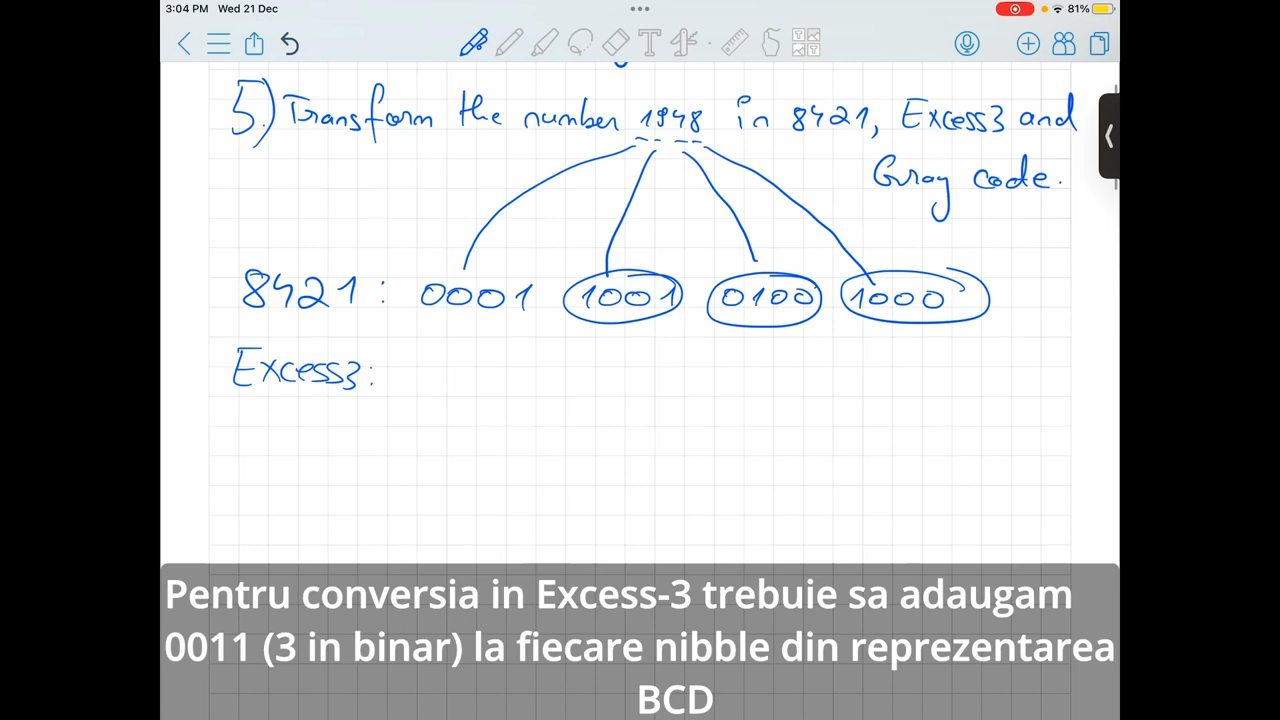 3:04 PM Wed 21 Dec
81%
5.) Transform the number 1948 in 8421, Excess3 and
Gray code.
8421: 0001 1001 0100 1000
Excess3:
Pentru conversia in Excess-3 trebuie sa adaugam
0011 (3 in binar) la fiecare nibble din reprezentarea
BCD